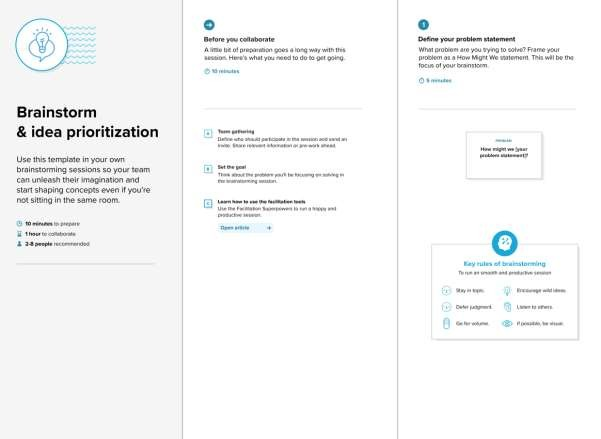 Brainstorm
& idea prioritization
Use this template in your own
brainstorming sessions so your team
can unleash their imagination and
start shaping concepts even if you're
not sitting in the same room.
10 minutes to prepare
1 hour to collaborate
2-8 people recommended
Before you collaborate
A little bit of preparation goes a long way with this
session. Here's what you need to do to get going.
10 minutes
A
Team gathering
Define who should participate in the session and send an
invite. Share relevant information or pre-work ahead.
B
Set the goal
Think about the problem you'll be focusing on solving in
the brainstorming session.
C
Learn how to use the facilitation tools
Use the Facilitation Superpowers to run a happy and
productive session.
Open article
1
Define your problem statement
What problem are you trying to solve? Frame your
problem as a How Might We statement. This will be the
focus of your brainstorm.
5 minutes
PROBLEM
How might we [your
problem statement]?
Key rules of brainstorming
To run an smooth and productive session
Stay in topic.
Encourage wild ideas.
Defer judgment.
Listen to others.
Go for volume.
If possible, be visual.